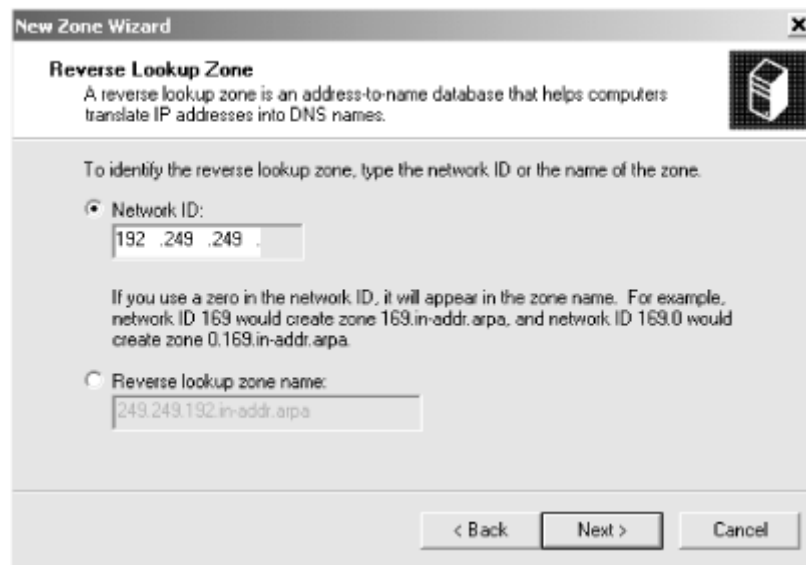 New Zone Wizard
Reverse Lookup Zone
A reverse lookup zone is an address-to-name database that helps computers
translate IP addresses into DNS names.
To identify the reverse lookup zone, type the network ID or the name of the zone.
Network ID:
192 .249 .249 .
If you use a zero in the network ID, it will appear in the zone name. For example,
network ID 169 would create zone 169.in-addr.arpa, and network ID 169.0 would
create zone 0.169.in-addr.arpa.
Reverse lookup zone name:
249.249.192.in-addr.arpa
< Back
Next >
Cancel